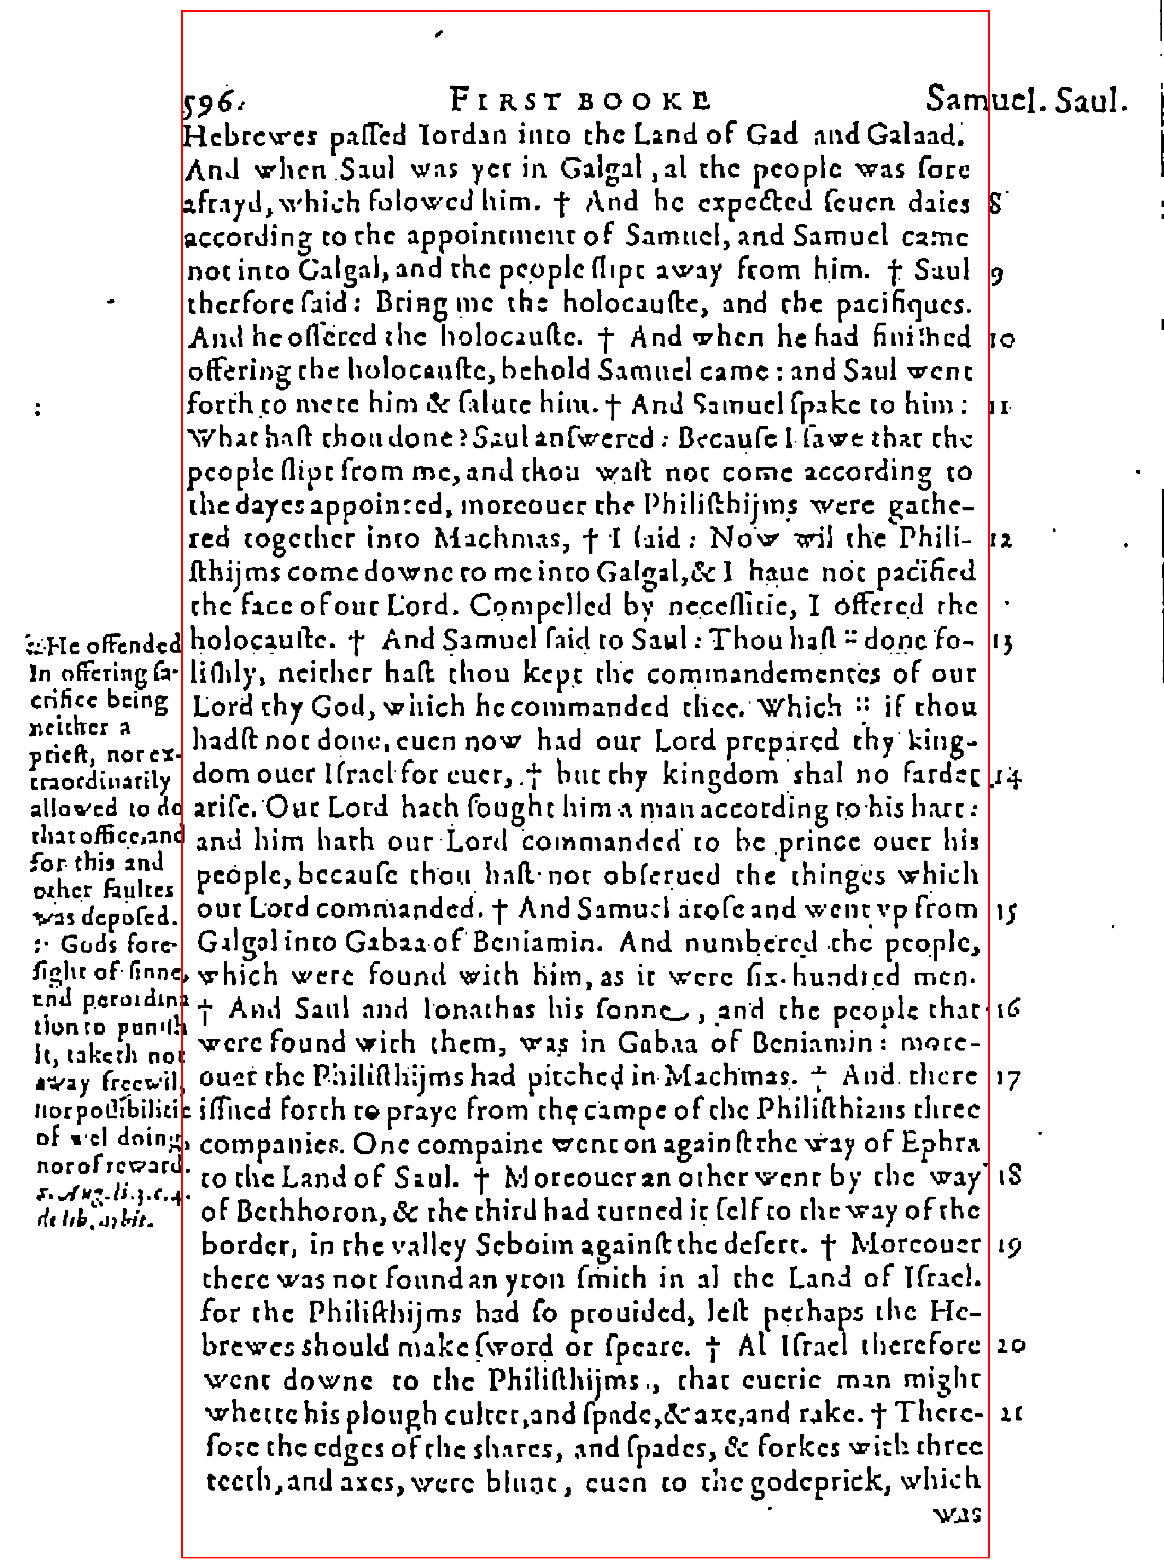 596. FIRST BOOKE Samuel. Saul.
Hebrewes paſſed Iordan into the Land of Gad and Galaad.
And when Saul was yet in Galgal, al the people was ſore
afrayd, which folowed him. † And he expected ſeuen daies 8
according to the appointment of Samuel, and Samuel came
not into Galgal, and the people ſlipt away from him. † Saul 9
therfore ſaid: Bring me the holocauſte, and the pacifiques.
And he offered the holocauſte. † And when he had finiſhed 10
offering the holocauſte, behold Samuel came: and Saul went
forth to mete him & ſalute him. † And Samuel ſpake to him: 11
What haſt thou done? Saul anſwered: Becauſe I ſawe that the
people ſlipt from me, and thou waſt not come according to
the dayes appointed, moreouer the Philiſthijms were gathe-
red together into Machmas, † I ſaid: Now wil the Phili- 12
ſthijms come downe to me into Galgal, & I haue not pacified
the face of our Lord. Compelled by neceſſitie, I offered the
holocauſte. † And Samuel ſaid to Saul: Thou haſt :: done fo- 13
liſhly, neither haſt thou kept the commandementes of our
Lord thy God, which he commanded thee. Which :: if thou
hadſt not done, euen now had our Lord prepared thy king-
dom ouer Iſrael for euer, † but thy kingdom shal no farder 14
ariſe. Our Lord hath ſought him a man according to his hart:
and him hath our Lord commanded to be prince ouer his
people, becauſe thou haſt not obſerued the thinges which
our Lord commanded. † And Samuel aroſe and went vp from 15
Galgal into Gabaa of Beniamin. And numbered the people,
which were found with him, as it were ſix hundred men.
† And Saul and Ionathas his ſonne, and the people that 16
were found with them, was in Gabaa of Beniamin: more-
ouer the Philiſthijms had pitched in Machmas. † And there 17
iſſued forth to praye from the campe of the Philiſthians three
companies. One compaine went on againſt the way of Ephra
to the Land of Saul. † Moreouer an other went by the way 18
of Bethhoron, & the third had turned it ſelf to the way of the
border, in the valley Seboim againſt the deſert. † Moreouer 19
there was not found an yron ſmith in al the Land of Iſrael.
for the Philiſthijms had ſo prouided, leſt perhaps the He-
brewes should make ſword or ſpeare. † Al Iſrael therefore 20
went downe to the Philiſthijms, that euerie man might
whette his plough culter, and ſpade, & axe, and rake. † There- 21
fore the edges of the shares, and ſpades, & forkes with three
teeth, and axes, were blunt, euen to the godeprick, which
was
:: He offended
In offering ſa-
crifice being
neither a
prieſt, nor ex-
traordinarily
allowed to do
that office, and
for this and
other faultes
was depoſed.
:: Gods fore-
ſight of ſinne,
and
tion to puniſh
it, taketh not
away freewil,
nor poſſibilitie
of wel doing,
nor of reward.
S. Aug. li. 3. c. 4.
de lib. arbit.